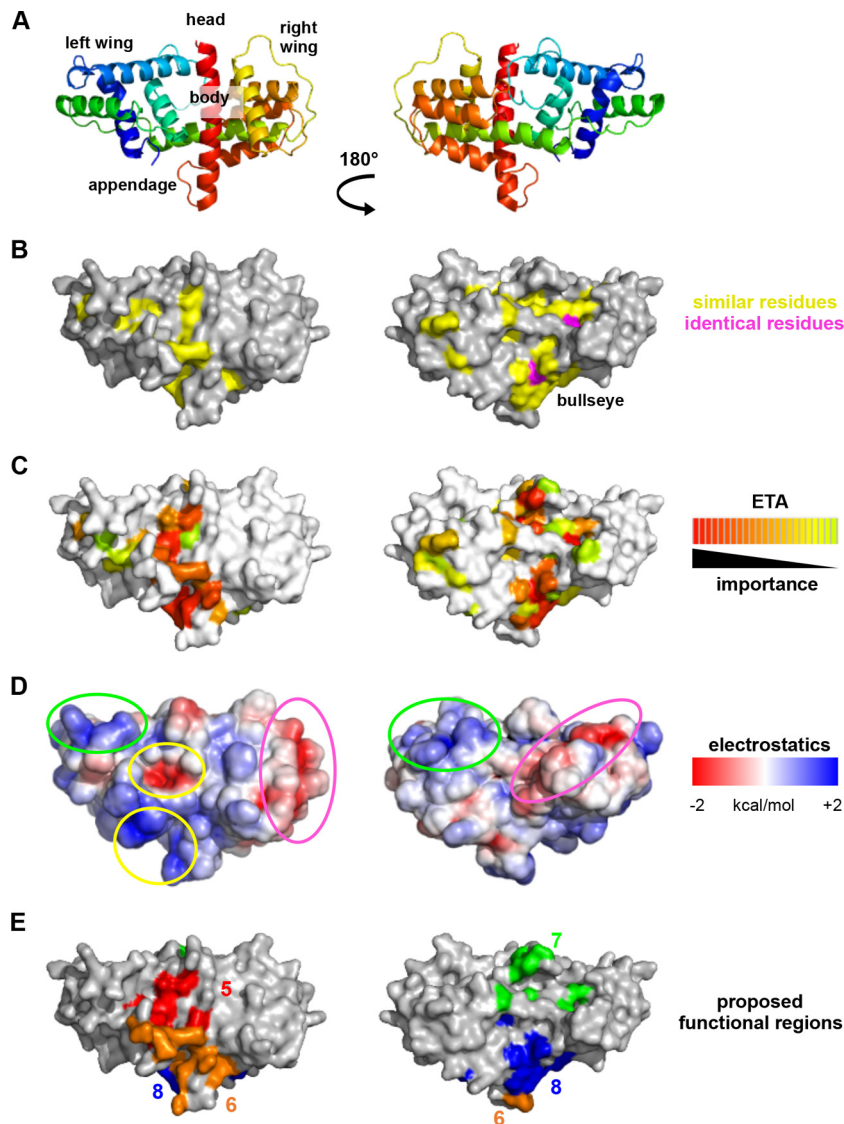 A
head
left wing
right
wing
body
appendage
180°
B
similar residues
identical residues
bullseye
C
ETA
importance
D
electrostatics
-2 kcal/mol +2
E
7
5
proposed
functional regions
8
8
6
6